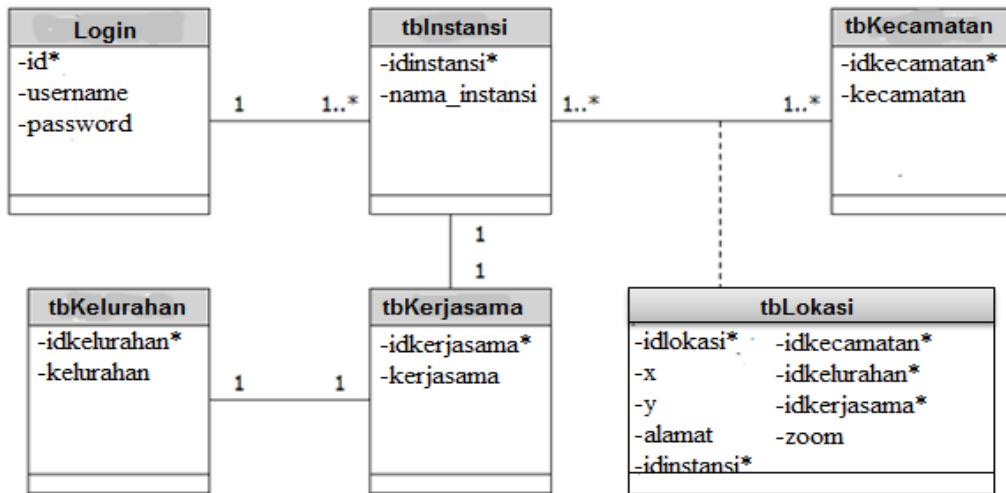 Login
-id*
-username
-password
1
1..*
tbInstansi
-idinstansi*
-nama_instansi
1..*
1..*
tbKecamatan
-idkecamatan*
-kecamatan
1
1
tbKelurahan
-idkelurahan*
-kelurahan
1
1
tbKerjasama
-idkerjasama*
-kerjasama
tbLokasi
-idlokasi*
-x
-y
-alamat
-idinstansi*
-idkecamatan*
-idkelurahan*
-idkerjasama*
-zoom